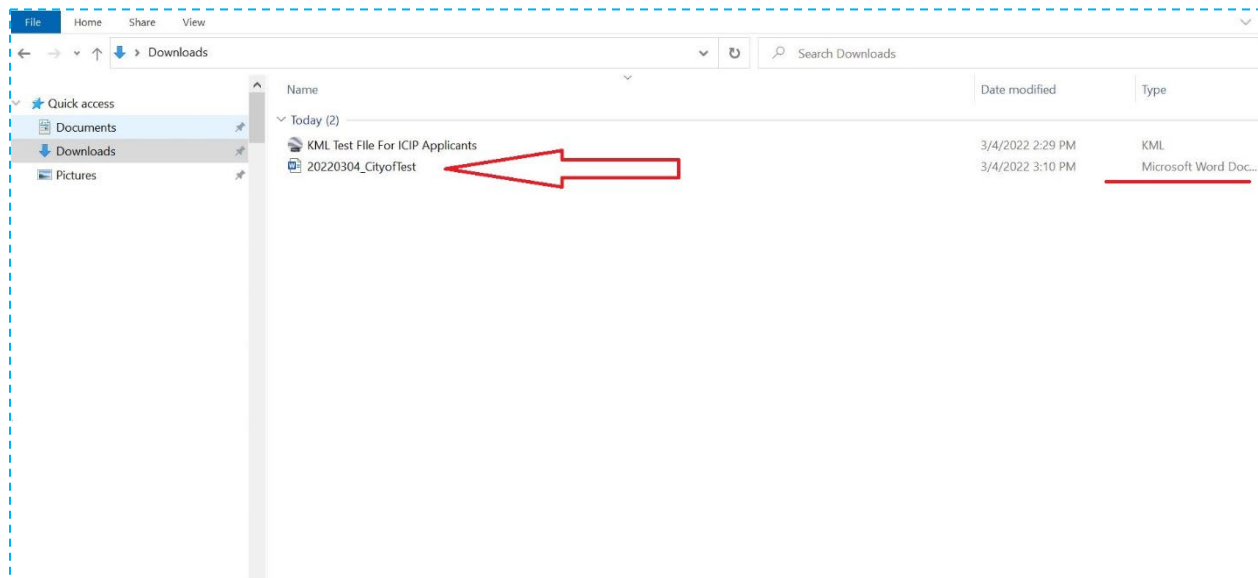 File Home Share View
Downloads
Search Downloads
Name Date modified Type
Quick access
Documents
Downloads
Pictures
Today (2)
KML Test FIle For ICIP Applicants 3/4/2022 2:29 PM KML
20220304_CityofTest 3/4/2022 3:10 PM Microsoft Word Doc...